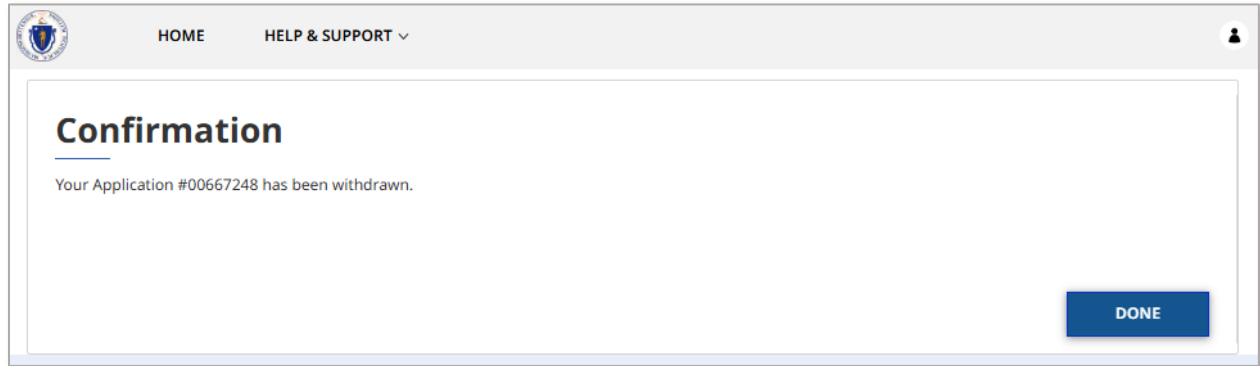 HOME HELP & SUPPORT
Confirmation
Your Application #00667248 has been withdrawn.
DONE